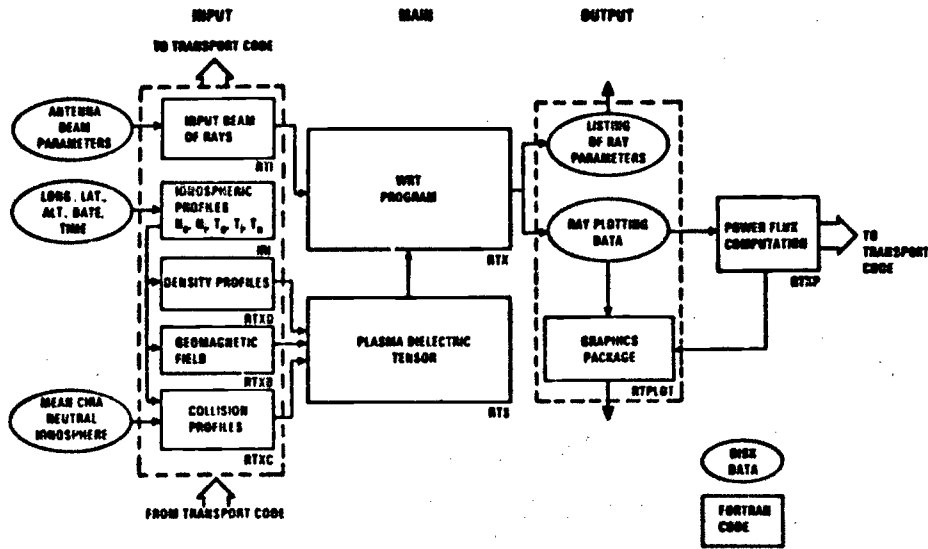 INPUT
MAIN
OUTPUT
TO TRANSPORT CODE
ANTENNA
BEAM
PARAMETERS
INPUT BEAM
OF RAYS
RTI
LONG, LAT.,
ALT, DATE,
TIME
IONOSPHERIC
PROFILES
DENSITY PROFILES
RTXD
GEOMAGNETIC
FIELD
RTXB
MEAN CIRA
NEUTRAL
IONOSPHERE
COLLISION
PROFILES
RTXC
FROM TRANSPORT CODE
WRT
PROGRAM
RTX
PLASMA DIELECTRIC
TENSOR
RTS
LISTING
OF RAY
PARAMETERS
RAY PLOTTING
DATA
GRAPHICS
PACKAGE
RTPLOT
POWER FLUX
COMPUTATION
RTXP
TO
TRANSPORT
CODE
DISK
DATA
FORTRAN
CODE